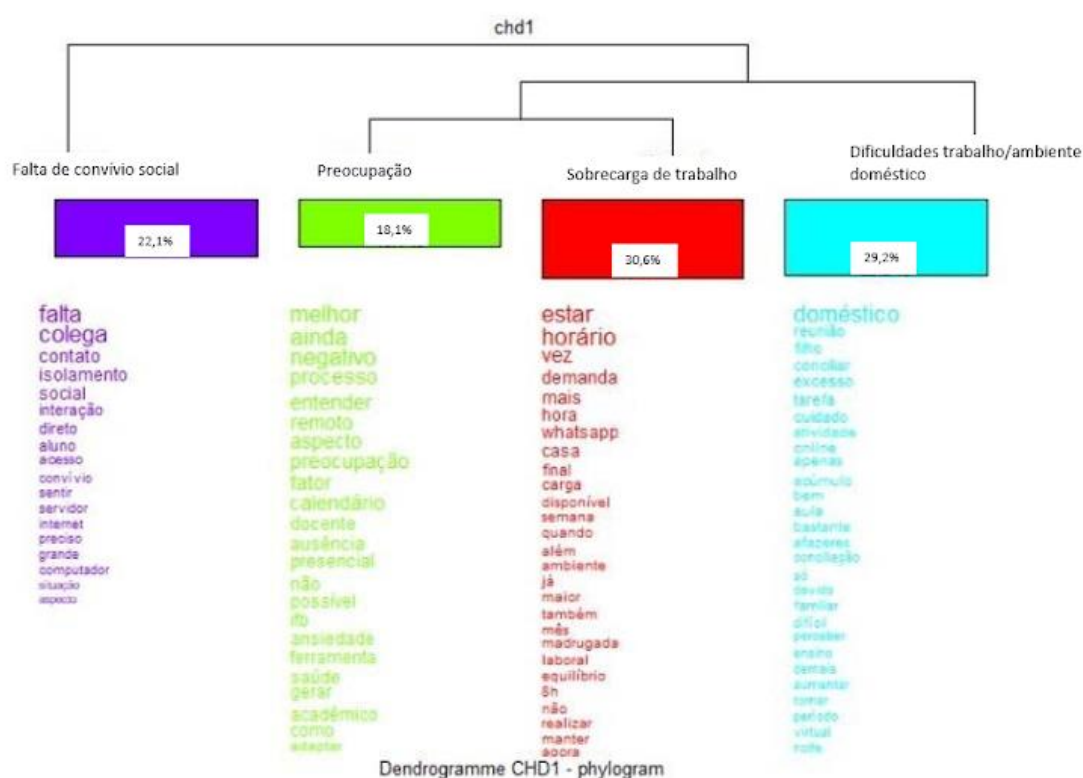 chd1
Falta de convívio social
Preocupação
Sobrecarga de trabalho
Dificuldades trabalho/ambiente
doméstico
22,1%
18,1%
30,6%
29,2%
falta
colega
contato
isolamento
social
interação
direto
aluno
acesso
convívio
sentir
servidor
internet
preciso
grande
computador
situação
aspecto
melhor
ainda
negativo
processo
entender
remoto
aspecto
preocupação
fator
calendário
docente
ausência
presencial
não
possível
ifb
ansiedade
ferramenta
saúde
gerar
acadêmico
como
adaptar
estar
horário
vez
demanda
mais
hora
whatsapp
casa
final
carga
disponível
semana
quando
além
ambiente
já
maior
também
mês
madrugada
laboral
equilíbrio
8h
não
realizar
manter
agora
doméstico
reunião
filho
conciliar
excesso
tarefa
cuidado
atividade
online
apenas
acúmulo
bem
aula
bastante
afazeres
conciliação
só
devido
familiar
difícil
perceber
ensino
demais
aumentar
tornar
período
virtual
noite
Dendrogramme CHD1 - phylogram